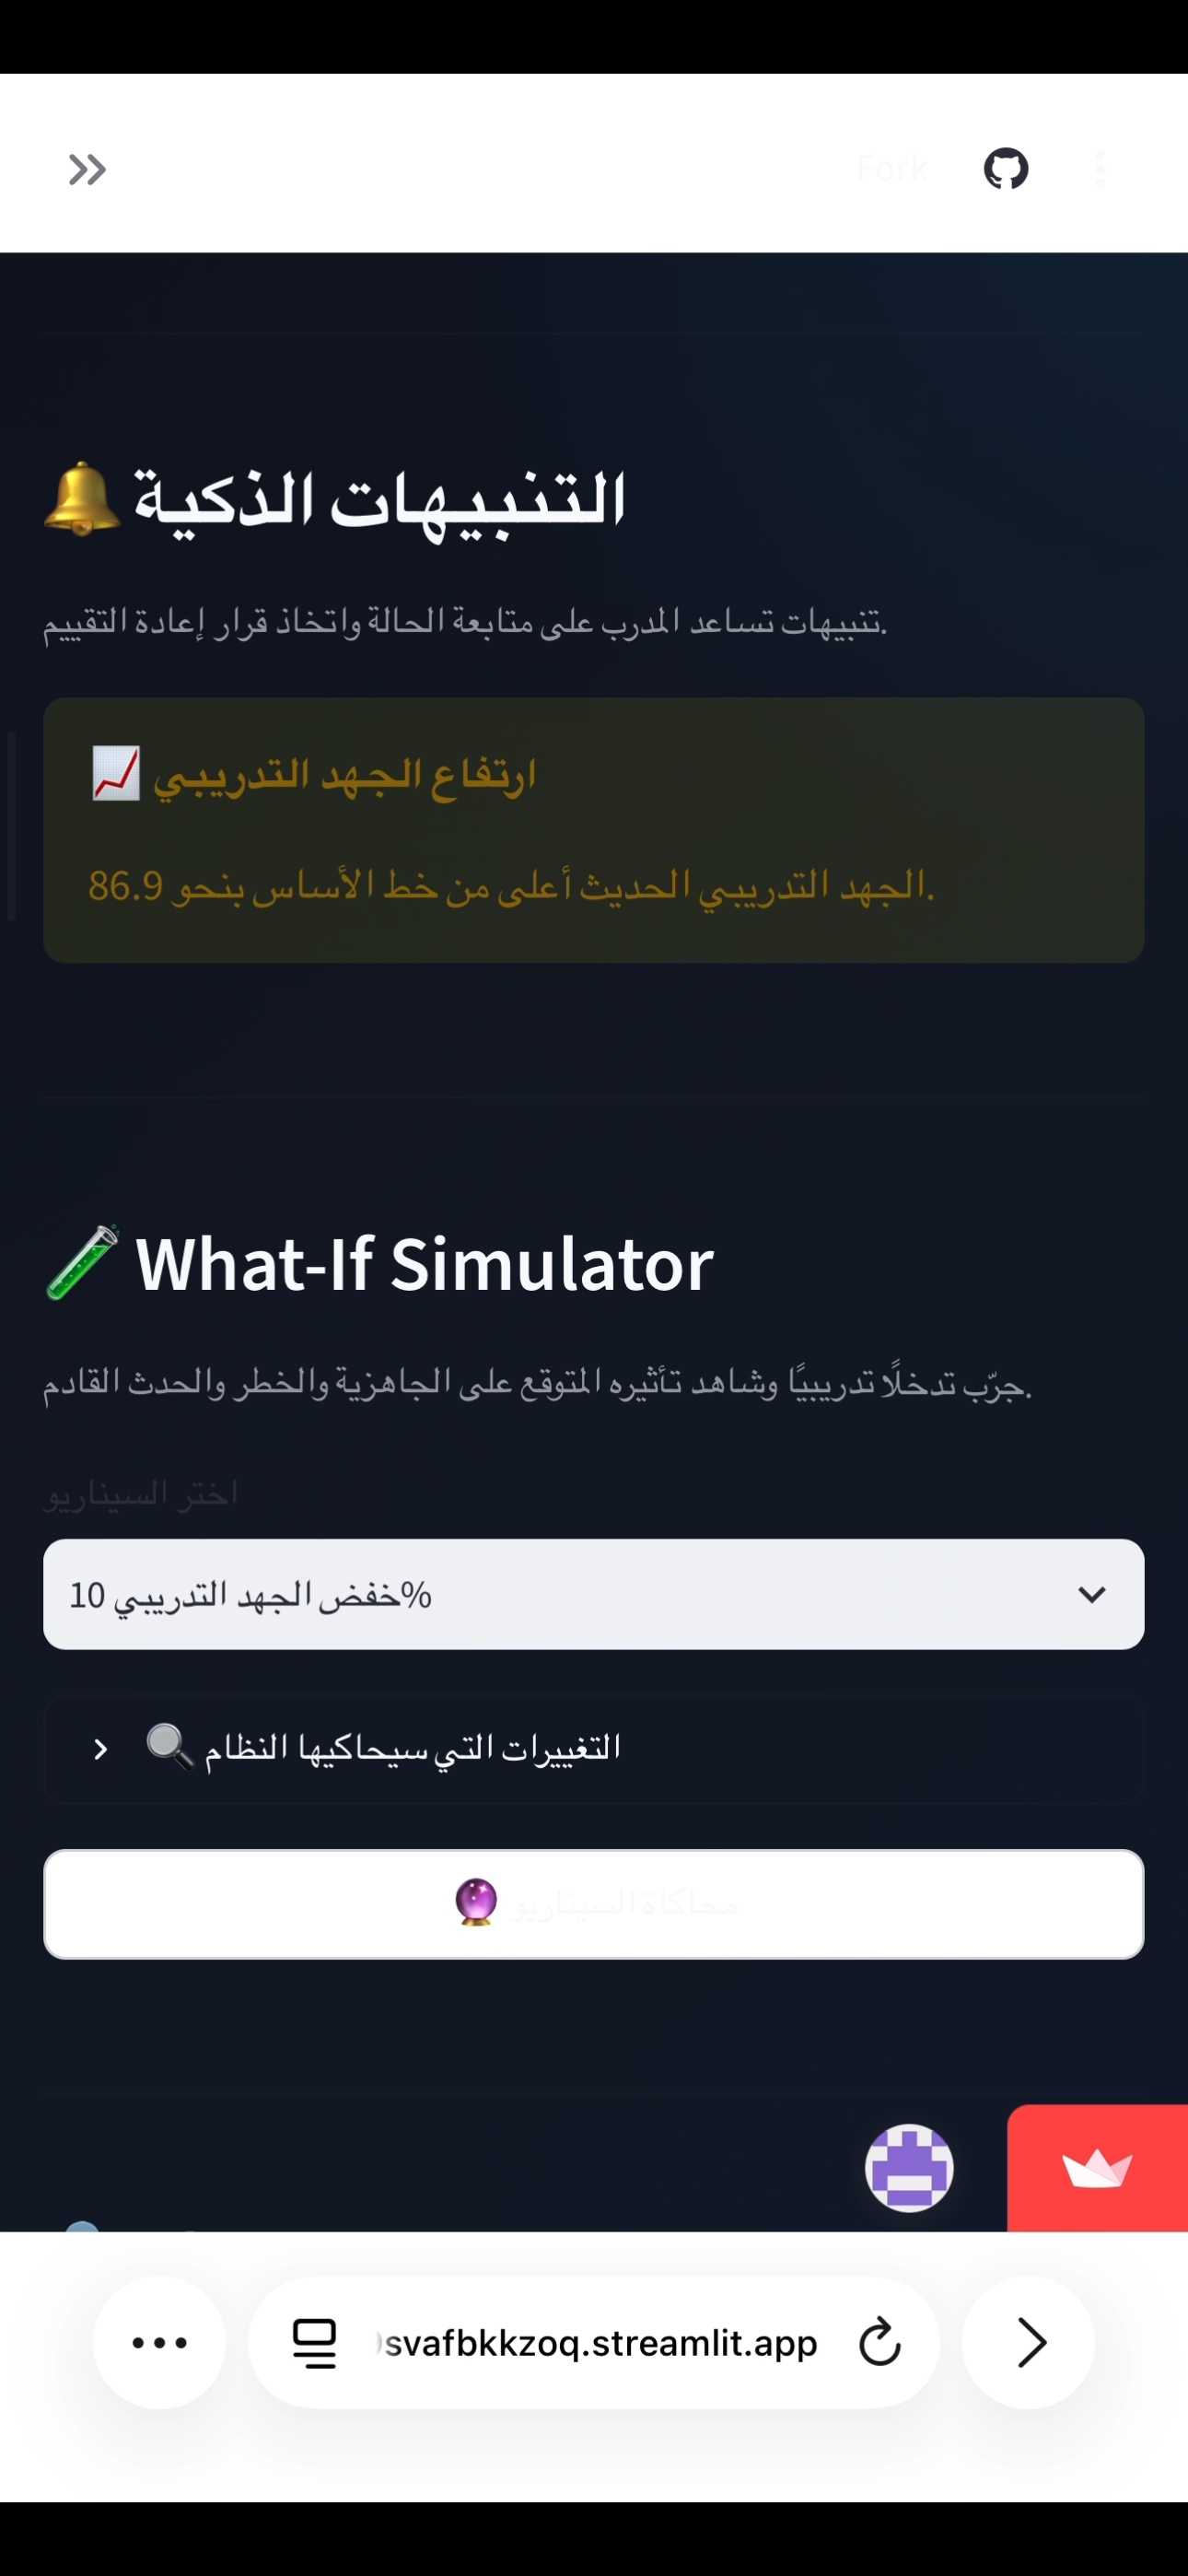 Fork
🔔 التنبيهات الذكية
تنبيهات تساعد المدرب على متابعة الحالة واتخاذ قرار إعادة التقييم.
📈 ارتفاع الجهد التدريبي
الجهد التدريبي الحديث أعلى من خط الأساس بنحو 86.9.
🧪 What-If Simulator
جرّب تدخلًا تدريبيًا وشاهد تأثيره المتوقع على الجاهزية والخطر والحدث القادم.
اختر السيناريو
خفض الجهد التدريبي 10%
🔍 التغييرات التي سيحاكيها النظام
🔮 محاكاة السيناريو
svafbkkzoq.streamlit.app